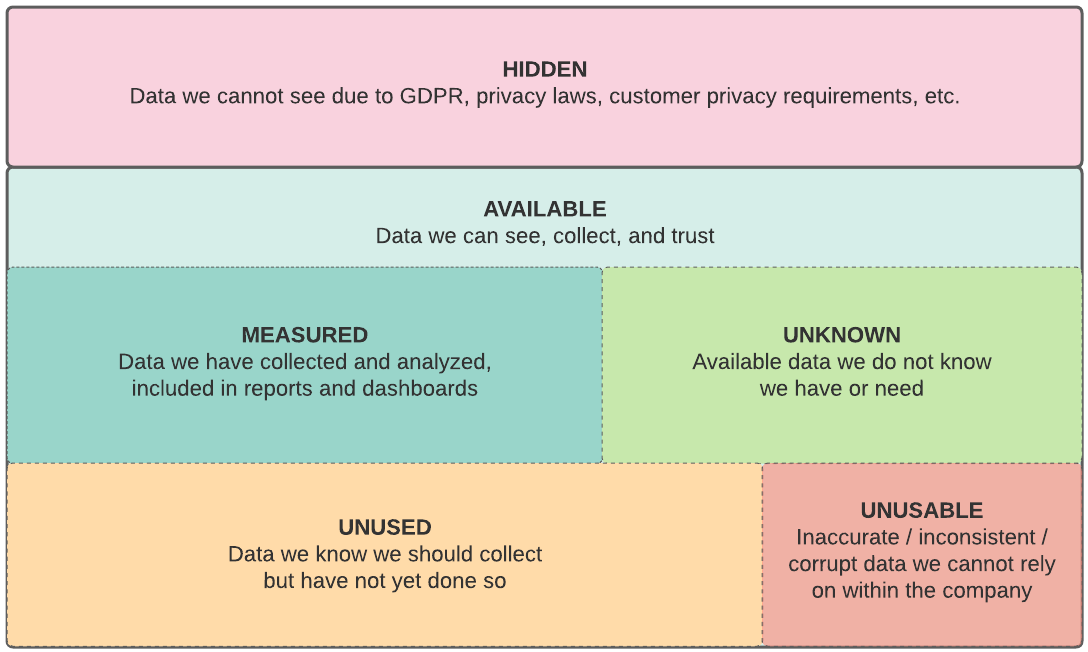 HIDDEN
Data we cannot see due to GDPR, privacy laws, customer privacy requirements, etc.
AVAILABLE
Data we can see, collect, and trust
MEASURED
Data we have collected and analyzed,
included in reports and dashboards
UNKNOWN
Available data we do not know
we have or need
UNUSED
Data we know we should collect
but have not yet done so
UNUSABLE
Inaccurate / inconsistent /
corrupt data we cannot rely
on within the company